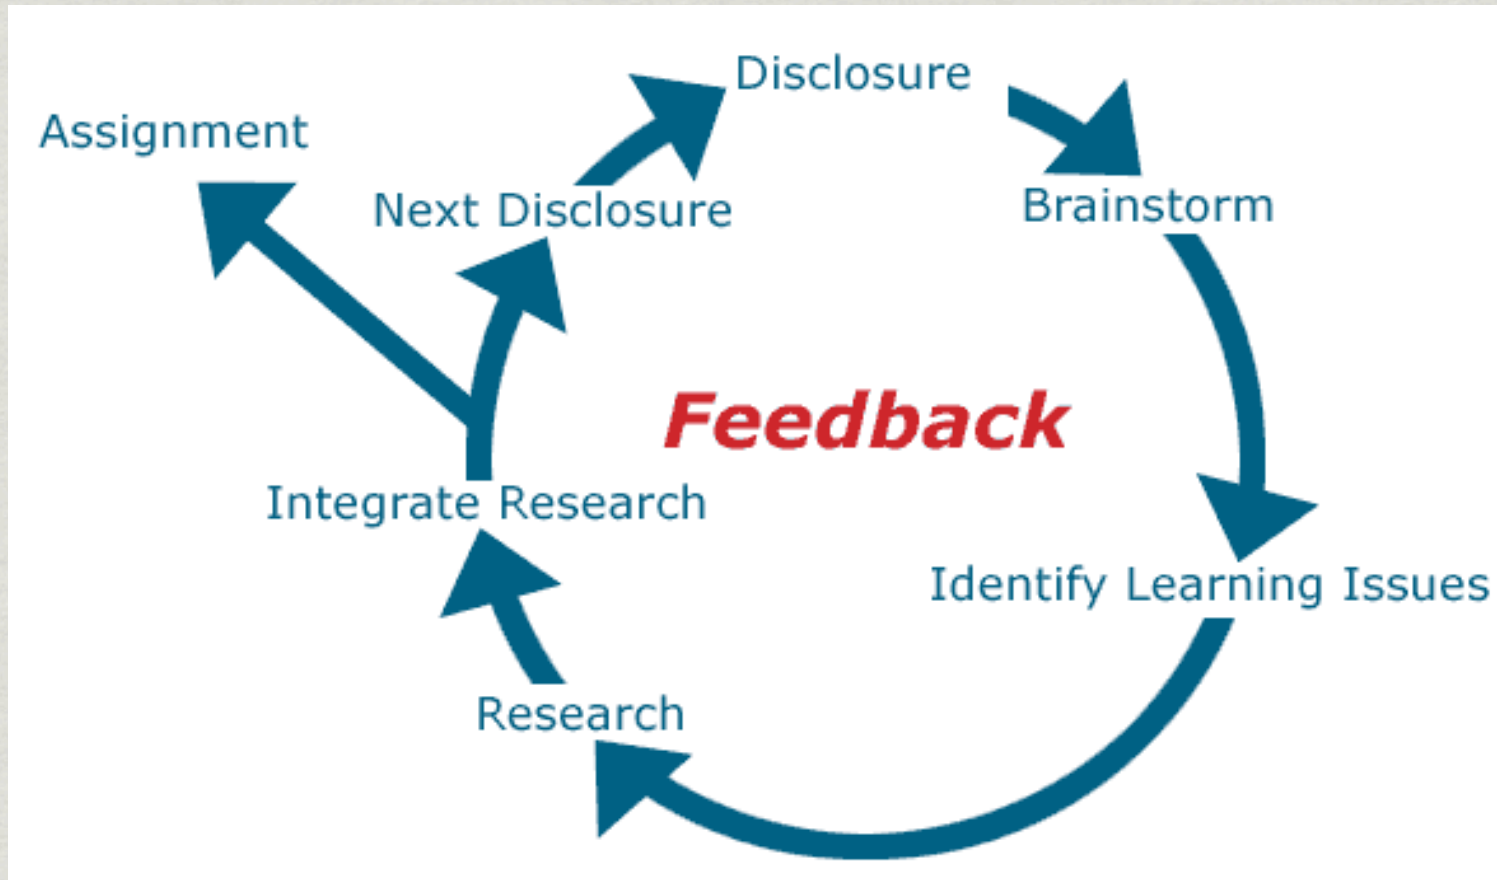 Disclosure
Assignment
Next Disclosure
Brainstorm
Feedback
Integrate Research
Identify Learning Issues
Research